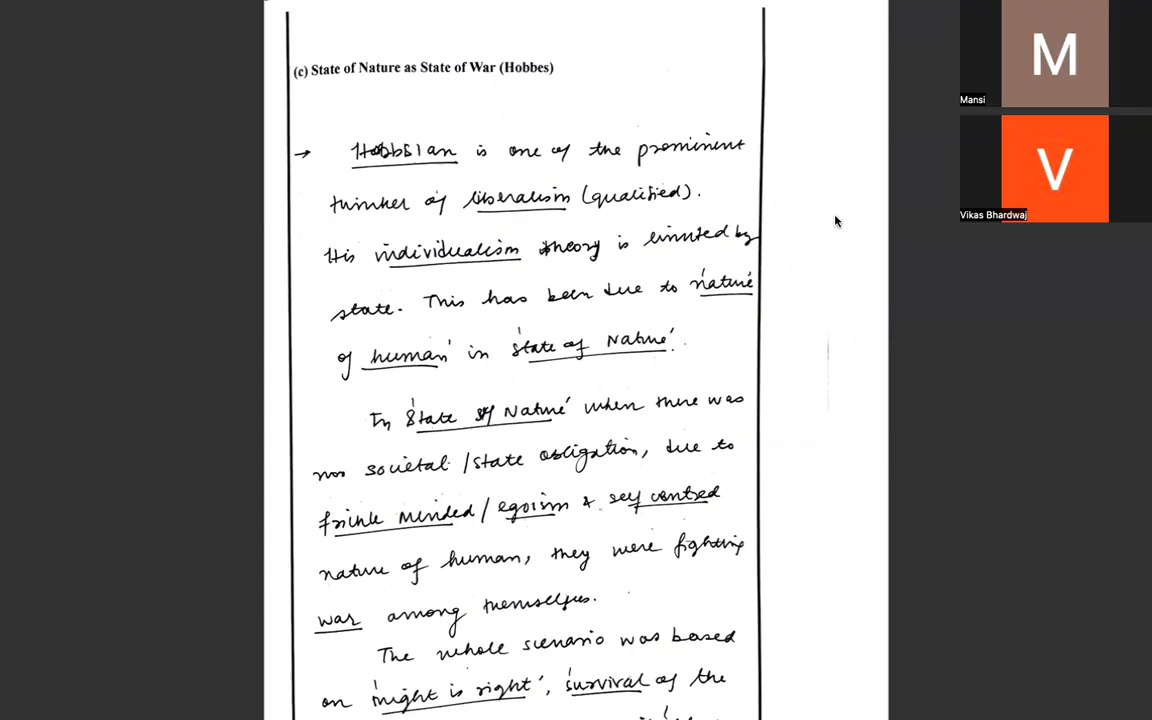 (c) State of Nature as State of War (Hobbes)
M
Mansi
→ Hobbsian is one of the prominent
V
thinker of liberalism (qualified).
Vikas Bhardwaj
His individualism theory is limited by
state. This has been due to 'nature
of human' in 'state of Nature'.
In 'State of Nature' when there was
societal / state obligation, due to
minded / egoism & self centred
nature of human, they were fighting
war among themselves.
The whole scenario was based
on 'might is right', 'survival of the